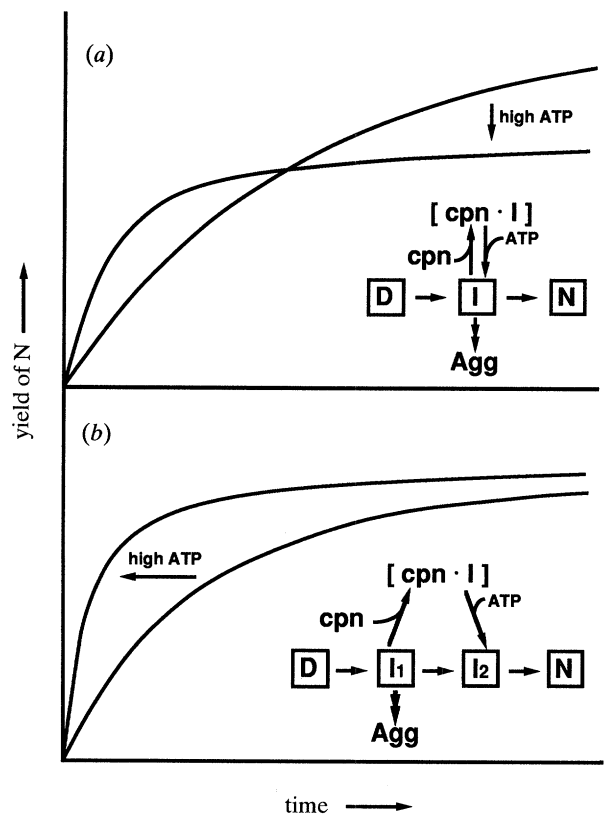 (a)
high ATP
[ cpn · I ]
cpn
ATP
D
I
N
Agg
yield of N
(b)
high ATP
[ cpn · I ]
cpn
ATP
D
I1
I2
N
Agg
time